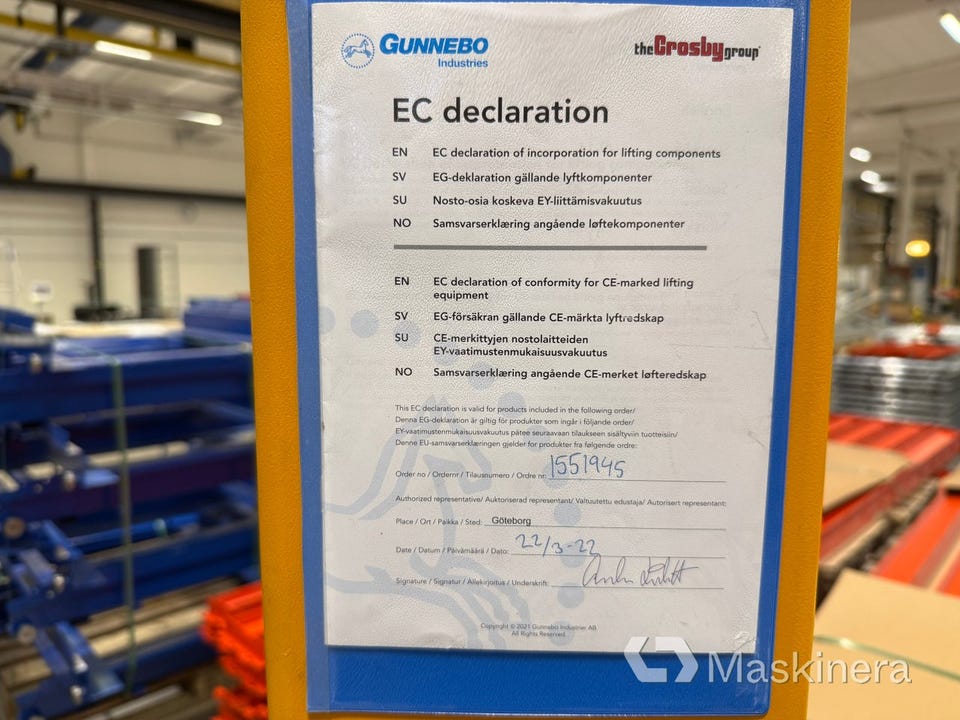 GUNNEBO
Industries
theCrosbygroup
EC declaration
EN EC declaration of incorporation for lifting components
SV EG-deklaration gällande lyftkomponenter
SU Nosto-osia koskeva EY-liittämisvakuutus
NO Samsvarserklæring angående løftekomponenter
EN EC declaration of conformity for CE-marked lifting
equipment
SV EG-försäkran gällande CE-märkta lyftredskap
SU CE-merkittyjen nostolaitteiden
EY-vaatimustenmukaisuusvakuutus
NO Samsvarserklæring angående CE-merket løfteredskap
This EC declaration is valid for products included in the following order/
Denna EG-deklaration är giltig för produkter som ingår i följande order/
EY-vaatimustenmukaisuusvakuutus pätee seuraavaan tilaukseen sisältyviin tuotteisiin/
Denne EU-samsvarserklæringen gjelder for produkter fra følgende ordre:
Order no / Ordernr / Tilausnumero / Ordre nr: 1551945
Authorized representative/ Auktoriserad representant/ Valtuutettu edustaja/ Autorisert representant:
Place / Ort / Paikka / Sted: Göteborg
Date / Datum / Päivämäärä / Dato: 22/3-22
Signature / Signatur / Allekirjoitus / Underskrift:
Copyright © 2021 Gunnebo Industrier AB
All Rights Reserved.
Maskinera